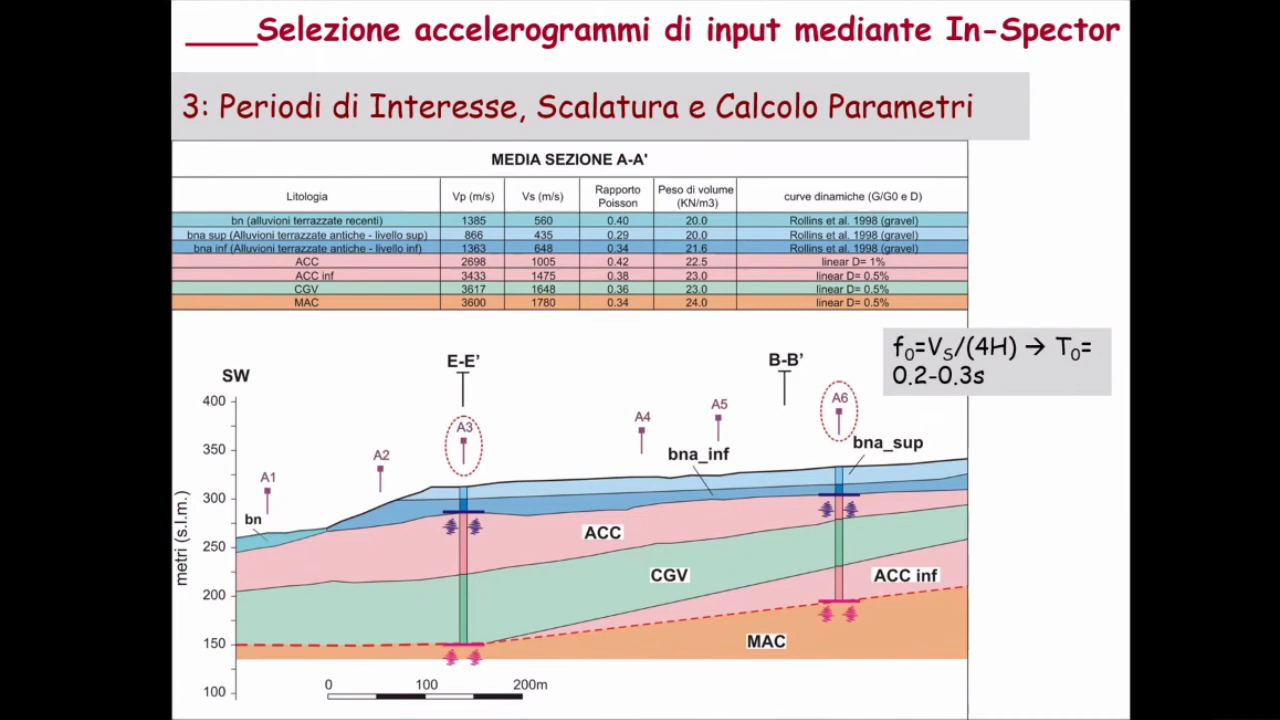 ___Selezione accelerogrammi di input mediante In-Spector
3: Periodi di Interesse, Scalatura e Calcolo Parametri
MEDIA SEZIONE A-A'
Litologia Vp (m/s) Vs (m/s) Rapporto Poisson Peso di volume (KN/m3) curve dinamiche (G/G0 e D)
bn (alluvioni terrazzate recenti) 1385 560 0.40 20.0 Rollins et al. 1998 (gravel)
bna sup (Alluvioni terrazzate antiche - livello sup) 866 435 0.29 20.0 Rollins et al. 1998 (gravel)
bna inf (Alluvioni terrazzate antiche - livello inf) 1363 648 0.34 21.6 Rollins et al. 1998 (gravel)
ACC 2698 1005 0.42 22.5 linear D= 1%
ACC inf 3433 1475 0.38 23.0 linear D= 0.5%
CGV 3617 1648 0.36 23.0 linear D= 0.5%
MAC 3600 1780 0.34 24.0 linear D= 0.5%
f0=VS/(4H) → T0=
0.2-0.3s
SW
E-E’
B-B’
400
350
300
250
200
150
100
metri (s.l.m.)
A1
A2
A3
A4
A5
A6
bn
bna_inf
bna_sup
ACC
CGV
ACC inf
MAC
0 100 200m